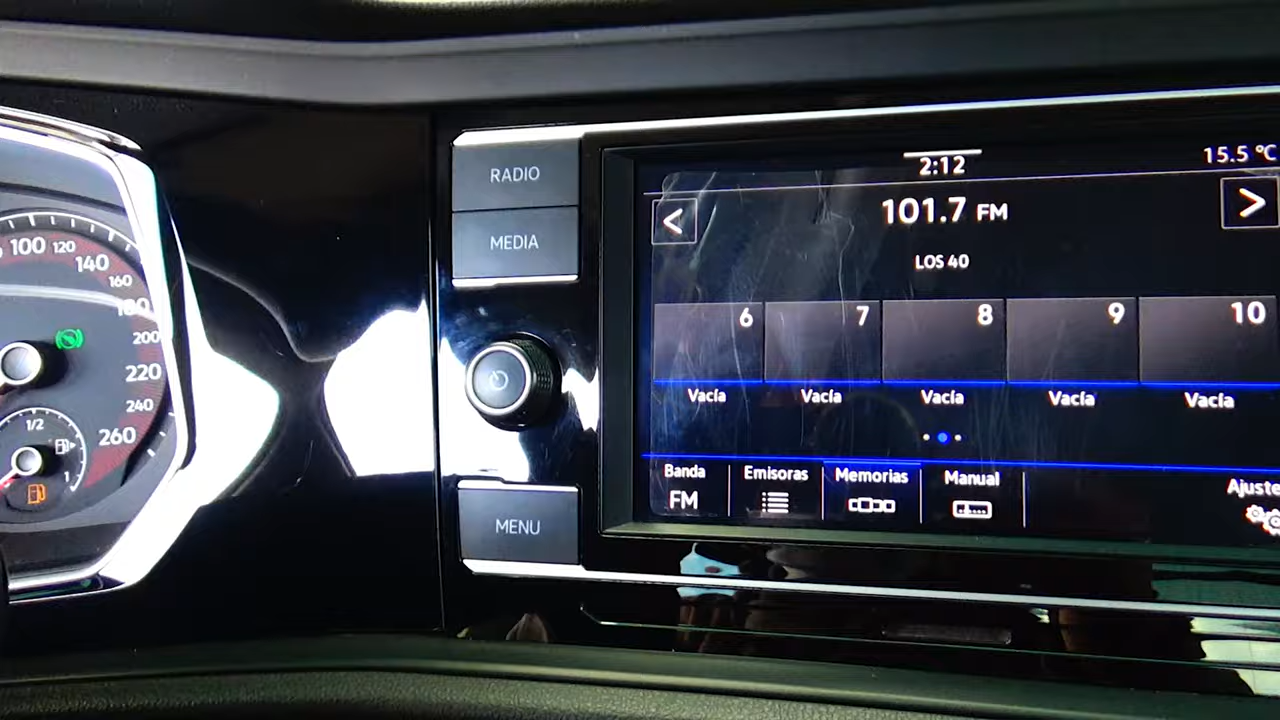 2:12
15.5 °C
RADIO
MEDIA
MENU
101.7 FM
LOS 40
6 7 8 9 10
Vacía Vacía Vacía Vacía Vacía
Banda Emisoras Memorias Manual
FM
100 120
140
160
180
200
220
240
260
1/2
1